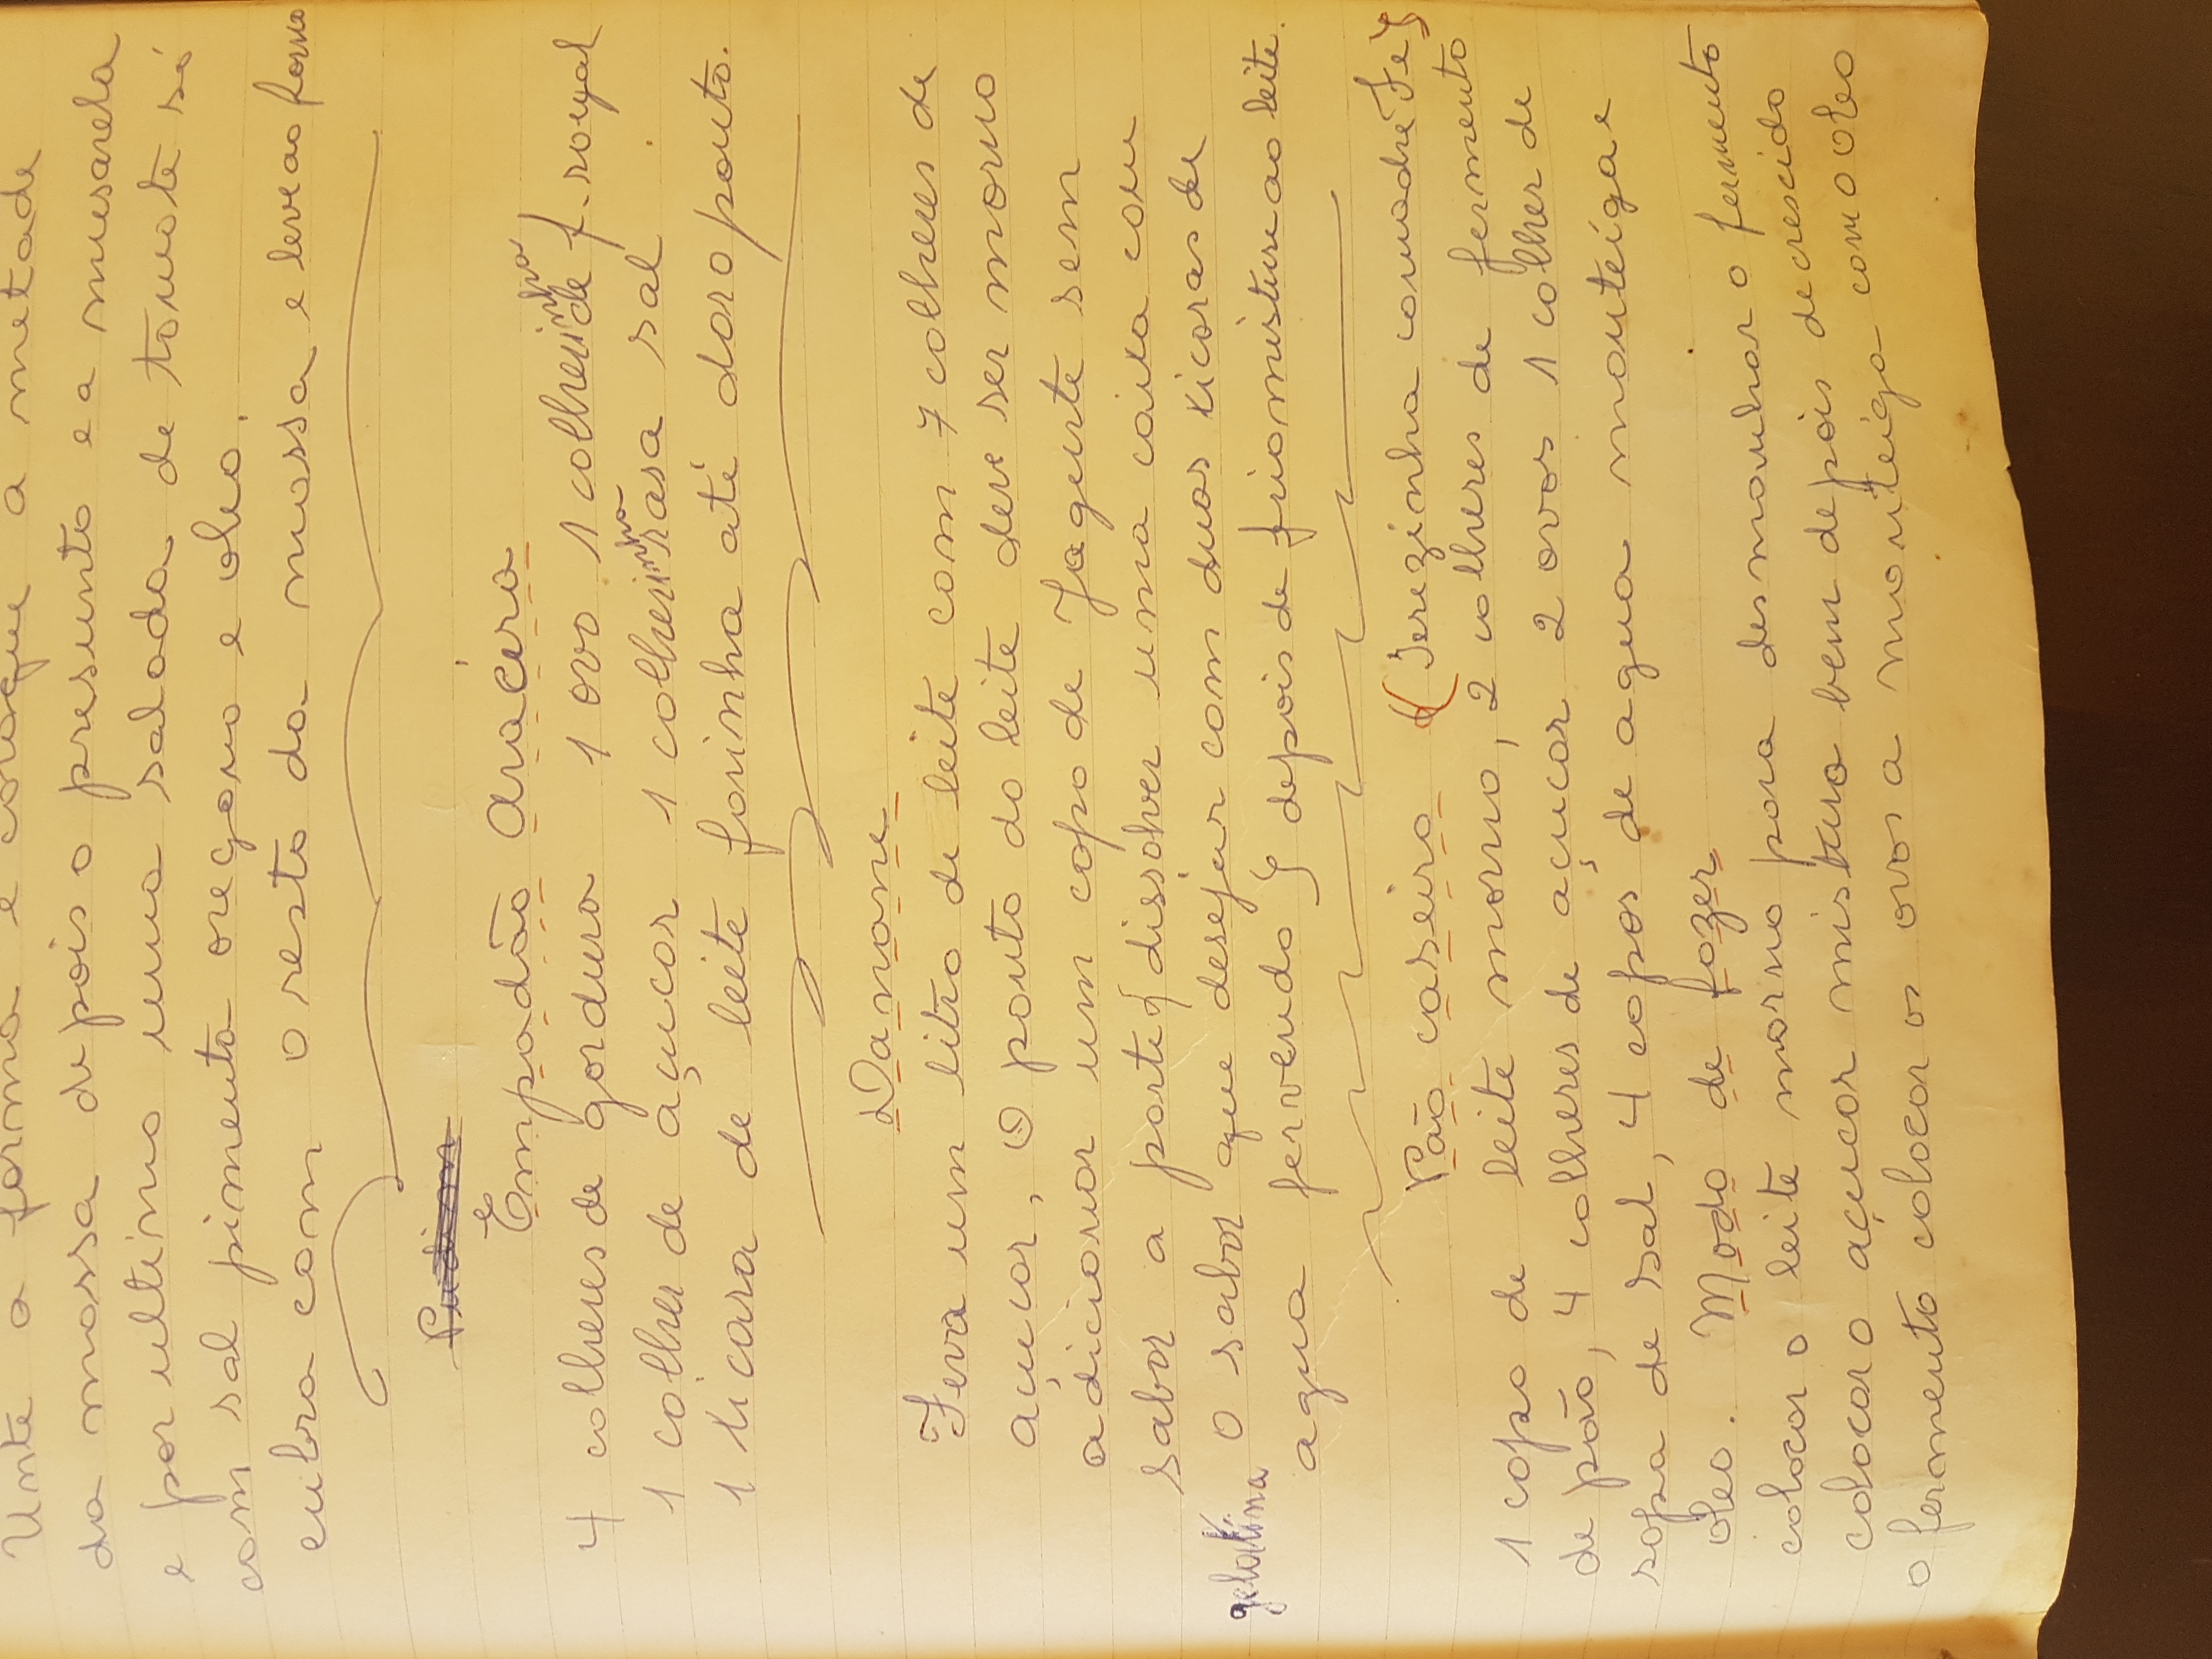 Unte a forma e coloque a metade
da massa depois o presunto e a musarela
e por ultimo uma salada de tomate só
com sal pimenta oregano e oleo.
cubra com o resto da massa e leve ao forno
Pudim
Empadão Aracéra
4 colheres de gordura 1 ovo 1 colherinha de f. royal
1 colher de açucar 1 colherinha rasa sal
1 xicara de leite farinha até dar o ponto.
Danone
Ferva um litro de leite com 7 colheres de
açucar, O ponto do leite deve ser morno
adicionar um copo de Iagurte sem
sabor a parte { dissolver uma caixa com
gelatina o sabor que desejar com duas xicaras de
agua fervendo } depois de frio misture ao leite.
Pão caseiro (Terezinha comadre Fe)
1 copo de leite morno, 2 colheres de fermento
de pão, 4 colheres de açucar 2 ovos 1 colher de
sopa de sal, 4 copos de agua manteiga e
oleo. Modo de fazer
colocar o leite morno para desmanchar o fermento
colocar o açucar mistura bem depois de crescido
o fermento colocar os ovos a manteiga com o oleo